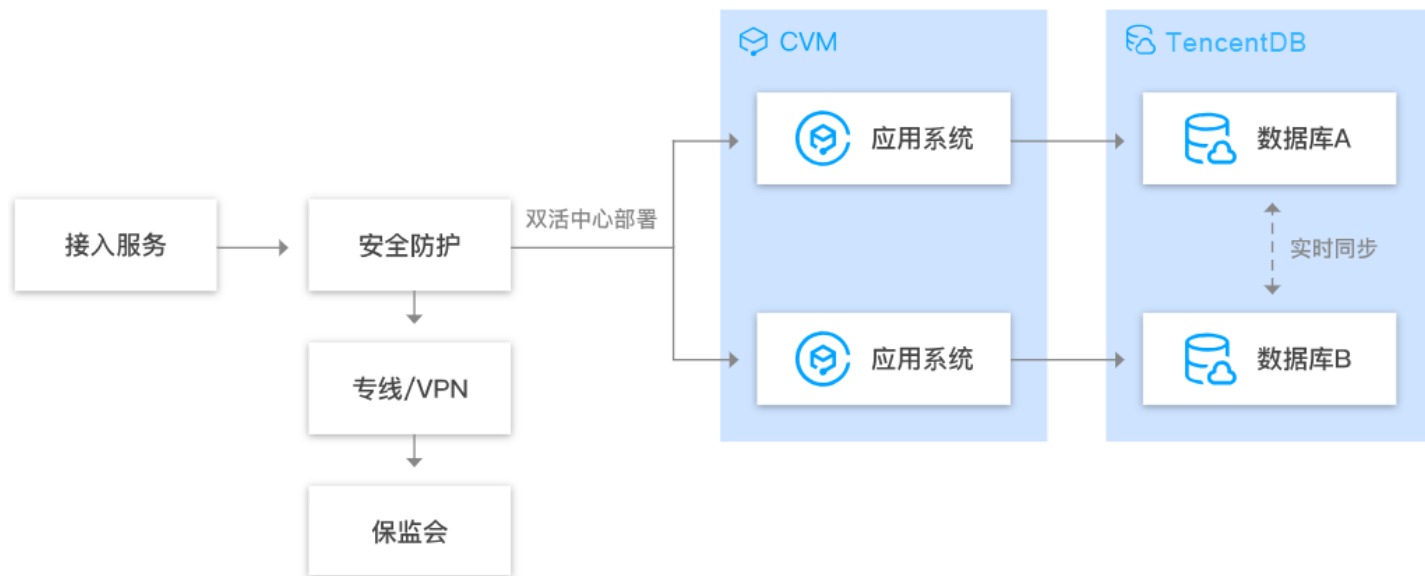 CVM
TencentDB
应用系统
数据库A
接入服务
安全防护
双活中心部署
实时同步
专线/VPN
应用系统
数据库B
保监会